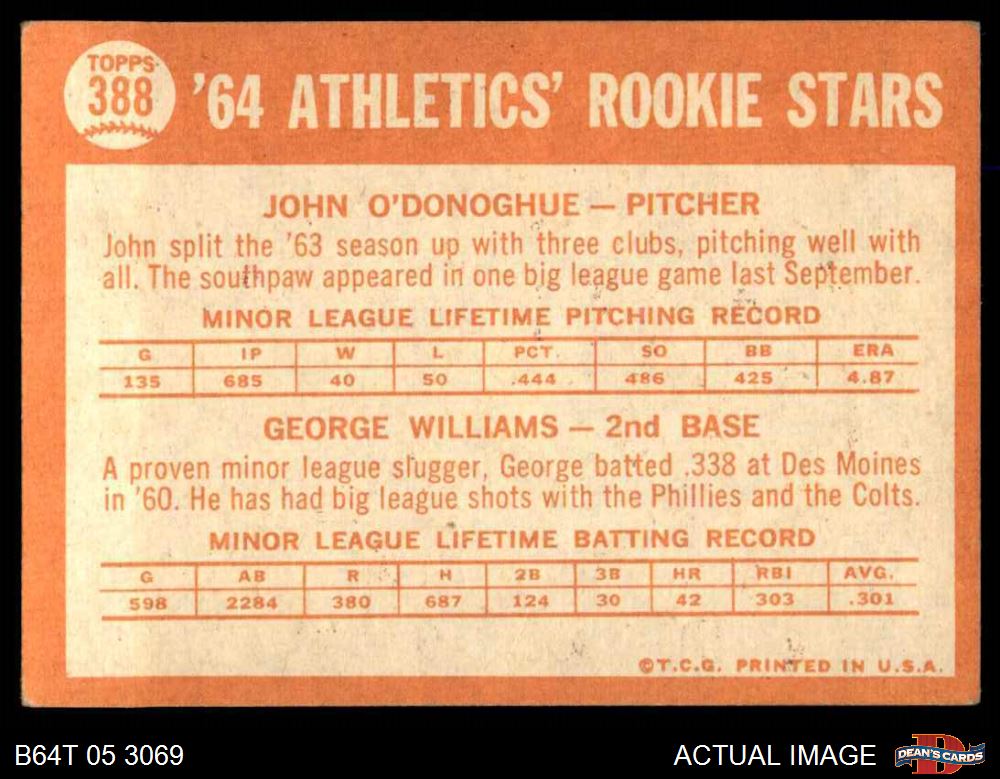 TOPPS
388
'64 ATHLETICS' ROOKIE STARS
JOHN O'DONOGHUE — PITCHER
John split the '63 season up with three clubs, pitching well with
all. The southpaw appeared in one big league game last September.
MINOR LEAGUE LIFETIME PITCHING RECORD
G IP W L PCT. SO BB ERA
135 685 40 50 .444 486 425 4.87
GEORGE WILLIAMS — 2nd BASE
A proven minor league slugger, George batted .338 at Des Moines
in '60. He has had big league shots with the Phillies and the Colts.
MINOR LEAGUE LIFETIME BATTING RECORD
G AB R H 2B 3B HR RBI AVG.
598 2284 380 687 124 30 42 303 .301
©T.C.G. PRINTED IN U.S.A.
B64T 05 3069
ACTUAL IMAGE
D
DEAN'S CARDS